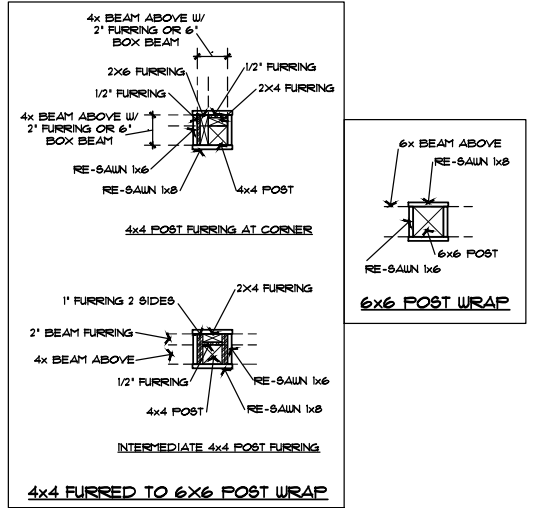 4x BEAM ABOVE W/
2" FURRING OR 6"
BOX BEAM
2X6 FURRING
1/2" FURRING
1/2" FURRING
2X4 FURRING
4x BEAM ABOVE W/
2" FURRING OR 6"
BOX BEAM
RE-SAWN 1x6
RE-SAWN 1x8
4x4 POST
4x4 POST FURRING AT CORNER
6x BEAM ABOVE
RE-SAWN 1x8
6x6 POST
RE-SAWN 1x6
6x6 POST WRAP
2X4 FURRING
1" FURRING 2 SIDES
2" BEAM FURRING
4x BEAM ABOVE
1/2" FURRING
RE-SAWN 1x6
4x4 POST
RE-SAWN 1x8
INTERMEDIATE 4x4 POST FURRING
4x4 FURRED TO 6X6 POST WRAP